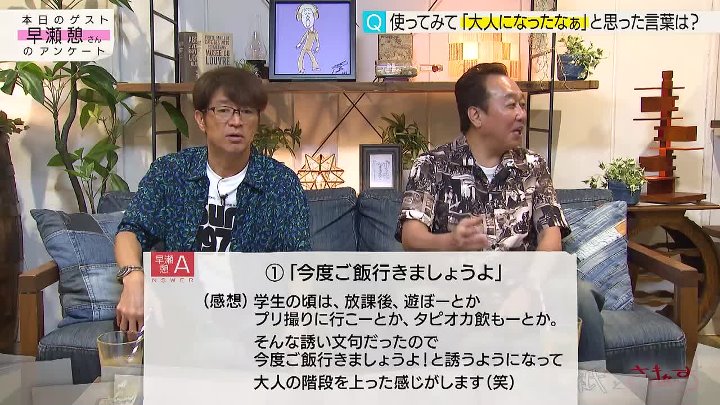 本日のゲスト
早瀬 憩さん
のアンケート
Q 使ってみて「大人になったなぁ」と思った言葉は?
MUSÉE
DU
LOUVRE
早瀬
憩 A
NSWER
①「今度ご飯行きましょうよ」
(感想)学生の頃は、放課後、遊ぼーとか
プリ撮りに行こーとか、タピオカ飲もーとか。
そんな誘い文句だったので
今度ご飯行きましょうよ!と誘うようになって
大人の階段を上った感じがします(笑)